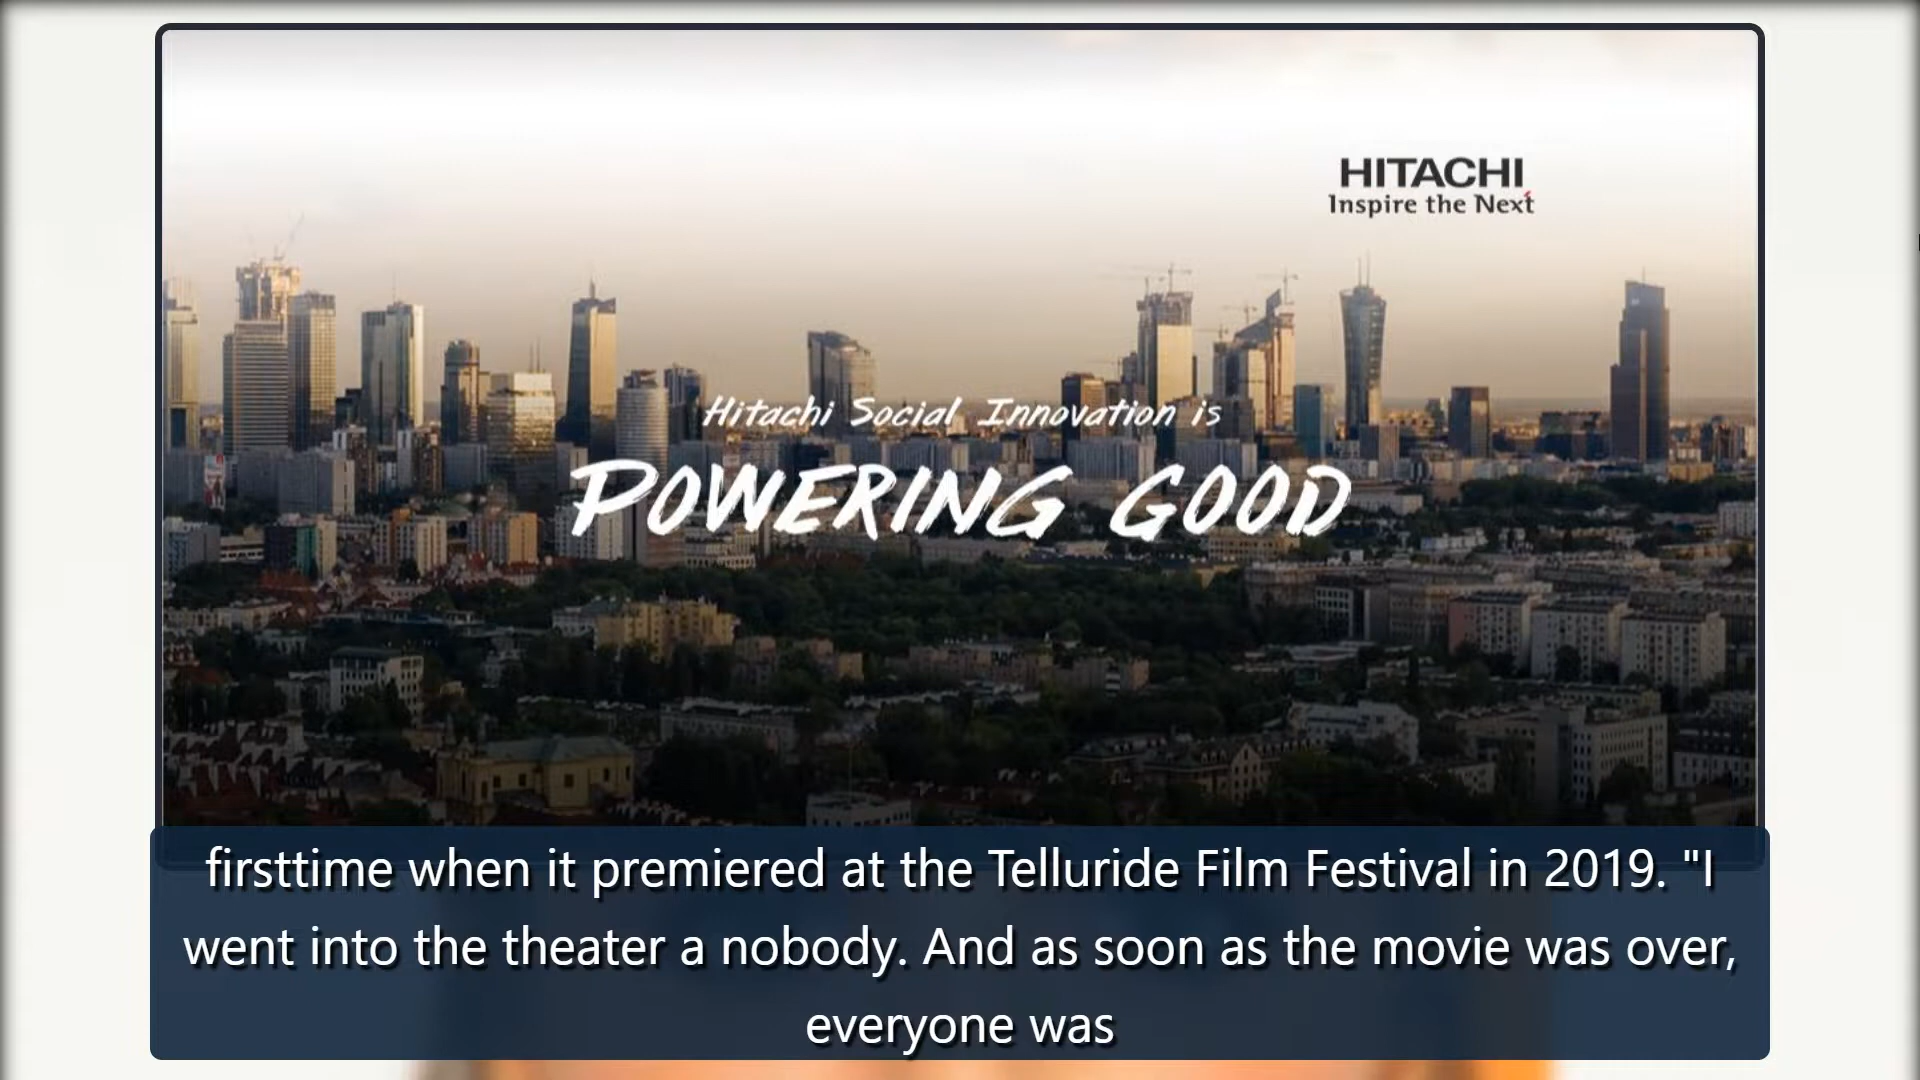 HITACHI
Inspire the Next
Hitachi Social Innovation is
POWERING GOOD
firsttime when it premiered at the Telluride Film Festival in 2019. "I
went into the theater a nobody. And as soon as the movie was over,
everyone was